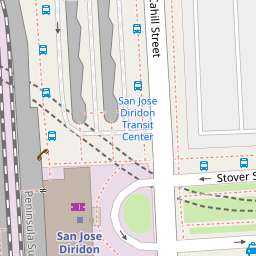 Cahill Street
San Jose
Diridon
Transit
Center
Stover S
Peninsula Su
San Jose
Diridon